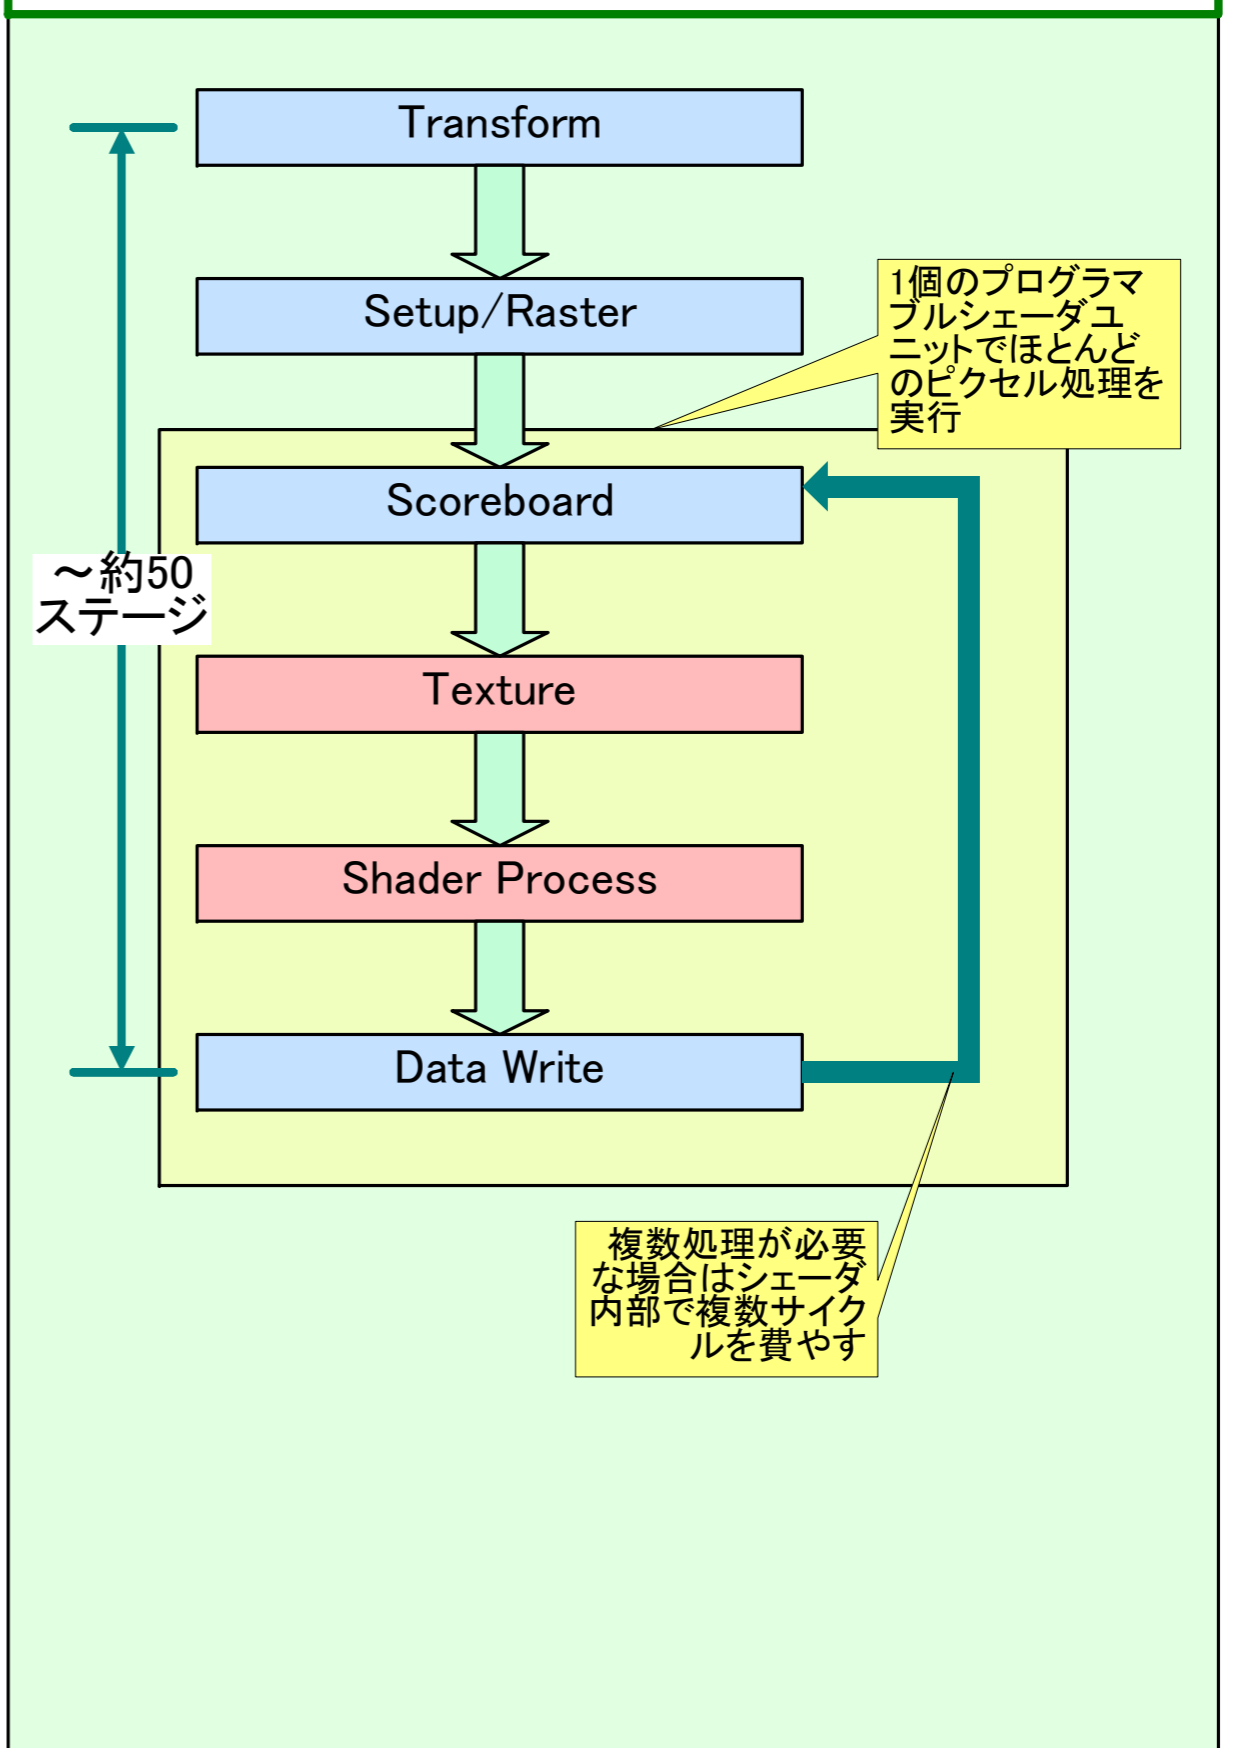 Transform
Setup/Raster
1個のプログラマ
ブルシェーダユ
ニットでほとんど
のピクセル処理を
実行
Scoreboard
～約50
ステージ
Texture
Shader Process
Data Write
複数処理が必要
な場合はシェーダ
内部で複数サイク
ルを費やす